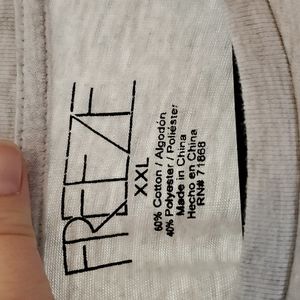 FREEZE
XXL
60% Cotton / Algodón
40% Polyester / Poliéster
Made in China
Hecho en China
RN# 71868